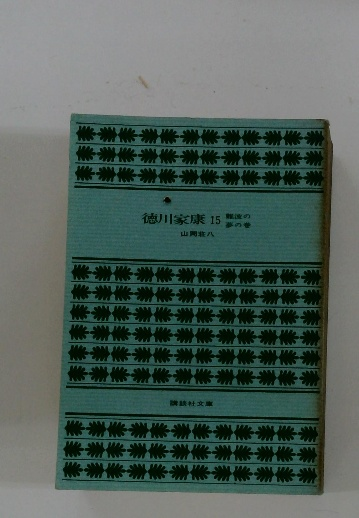 徳川家康 15 難波の
夢の巻
山岡荘八
講談社文庫